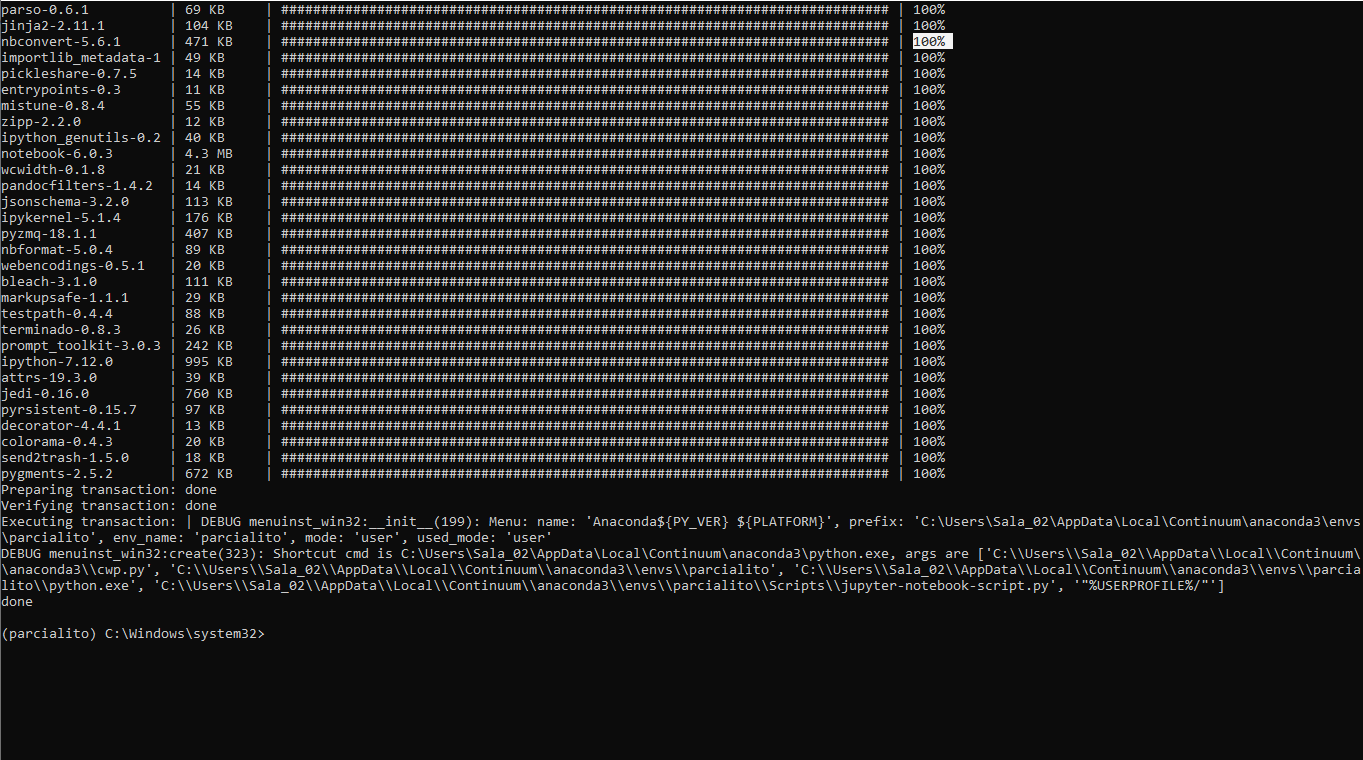 parso-0.6.1          | 69 KB     | ############################################################################ | 100%
jinja2-2.11.1        | 104 KB    | ############################################################################ | 100%
nbconvert-5.6.1      | 471 KB    | ############################################################################ | 100%
importlib_metadata-1 | 49 KB     | ############################################################################ | 100%
pickleshare-0.7.5    | 14 KB     | ############################################################################ | 100%
entrypoints-0.3      | 11 KB     | ############################################################################ | 100%
mistune-0.8.4        | 55 KB     | ############################################################################ | 100%
zipp-2.2.0           | 12 KB     | ############################################################################ | 100%
ipython_genutils-0.2 | 40 KB     | ############################################################################ | 100%
notebook-6.0.3       | 4.3 MB    | ############################################################################ | 100%
wcwidth-0.1.8        | 21 KB     | ############################################################################ | 100%
pandocfilters-1.4.2  | 14 KB     | ############################################################################ | 100%
jsonschema-3.2.0     | 113 KB    | ############################################################################ | 100%
ipykernel-5.1.4      | 176 KB    | ############################################################################ | 100%
pyzmq-18.1.1         | 407 KB    | ############################################################################ | 100%
nbformat-5.0.4       | 89 KB     | ############################################################################ | 100%
webencodings-0.5.1   | 20 KB     | ############################################################################ | 100%
bleach-3.1.0         | 111 KB    | ############################################################################ | 100%
markupsafe-1.1.1     | 29 KB     | ############################################################################ | 100%
testpath-0.4.4       | 88 KB     | ############################################################################ | 100%
terminado-0.8.3      | 26 KB     | ############################################################################ | 100%
prompt_toolkit-3.0.3 | 242 KB    | ############################################################################ | 100%
ipython-7.12.0       | 995 KB    | ############################################################################ | 100%
attrs-19.3.0         | 39 KB     | ############################################################################ | 100%
jedi-0.16.0          | 760 KB    | ############################################################################ | 100%
pyrsistent-0.15.7    | 97 KB     | ############################################################################ | 100%
decorator-4.4.1      | 13 KB     | ############################################################################ | 100%
colorama-0.4.3       | 20 KB     | ############################################################################ | 100%
send2trash-1.5.0     | 18 KB     | ############################################################################ | 100%
pygments-2.5.2       | 672 KB    | ############################################################################ | 100%
Preparing transaction: done
Verifying transaction: done
Executing transaction: | DEBUG menuinst_win32:__init__(199): Menu: name: 'Anaconda${PY_VER} ${PLATFORM}', prefix: 'C:\Users\Sala_02\AppData\Local\Continuum\anaconda3\envs
\parcialito', env_name: 'parcialito', mode: 'user', used_mode: 'user'
DEBUG menuinst_win32:create(323): Shortcut cmd is C:\Users\Sala_02\AppData\Local\Continuum\anaconda3\python.exe, args are ['C:\\Users\\Sala_02\\AppData\\Local\\Continuum\
\anaconda3\\cwp.py', 'C:\\Users\\Sala_02\\AppData\\Local\\Continuum\\anaconda3\\envs\\parcialito', 'C:\\Users\\Sala_02\\AppData\\Local\\Continuum\\anaconda3\\envs\\parcia
lito\\python.exe', 'C:\\Users\\Sala_02\\AppData\\Local\\Continuum\\anaconda3\\envs\\parcialito\\Scripts\\jupyter-notebook-script.py', '"%USERPROFILE%/"']
done
(parcialito) C:\Windows\system32>